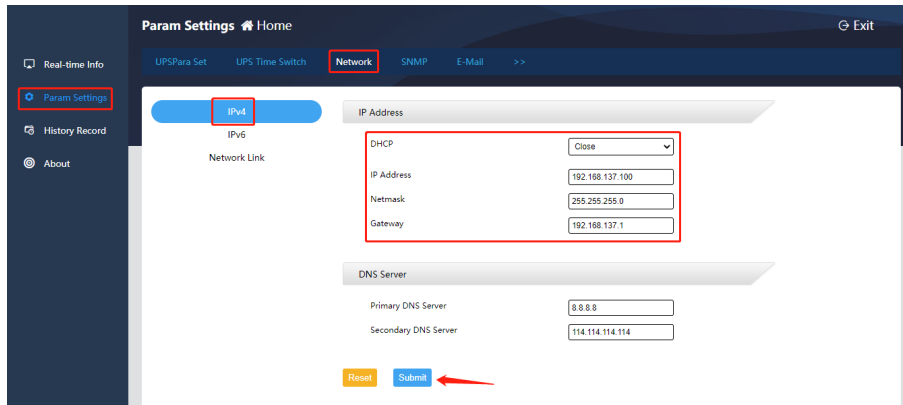 Param Settings Home
Exit
Real-time Info
Param Settings
History Record
About
UPSPara Set UPS Time Switch Network SNMP E-Mail >>
IPv4
IPv6
Network Link
IP Address
DHCP Close
IP Address 192.168.137.100
Netmask 255.255.255.0
Gateway 192.168.137.1
DNS Server
Primary DNS Server 8.8.8.8
Secondary DNS Server 114.114.114.114
Reset Submit